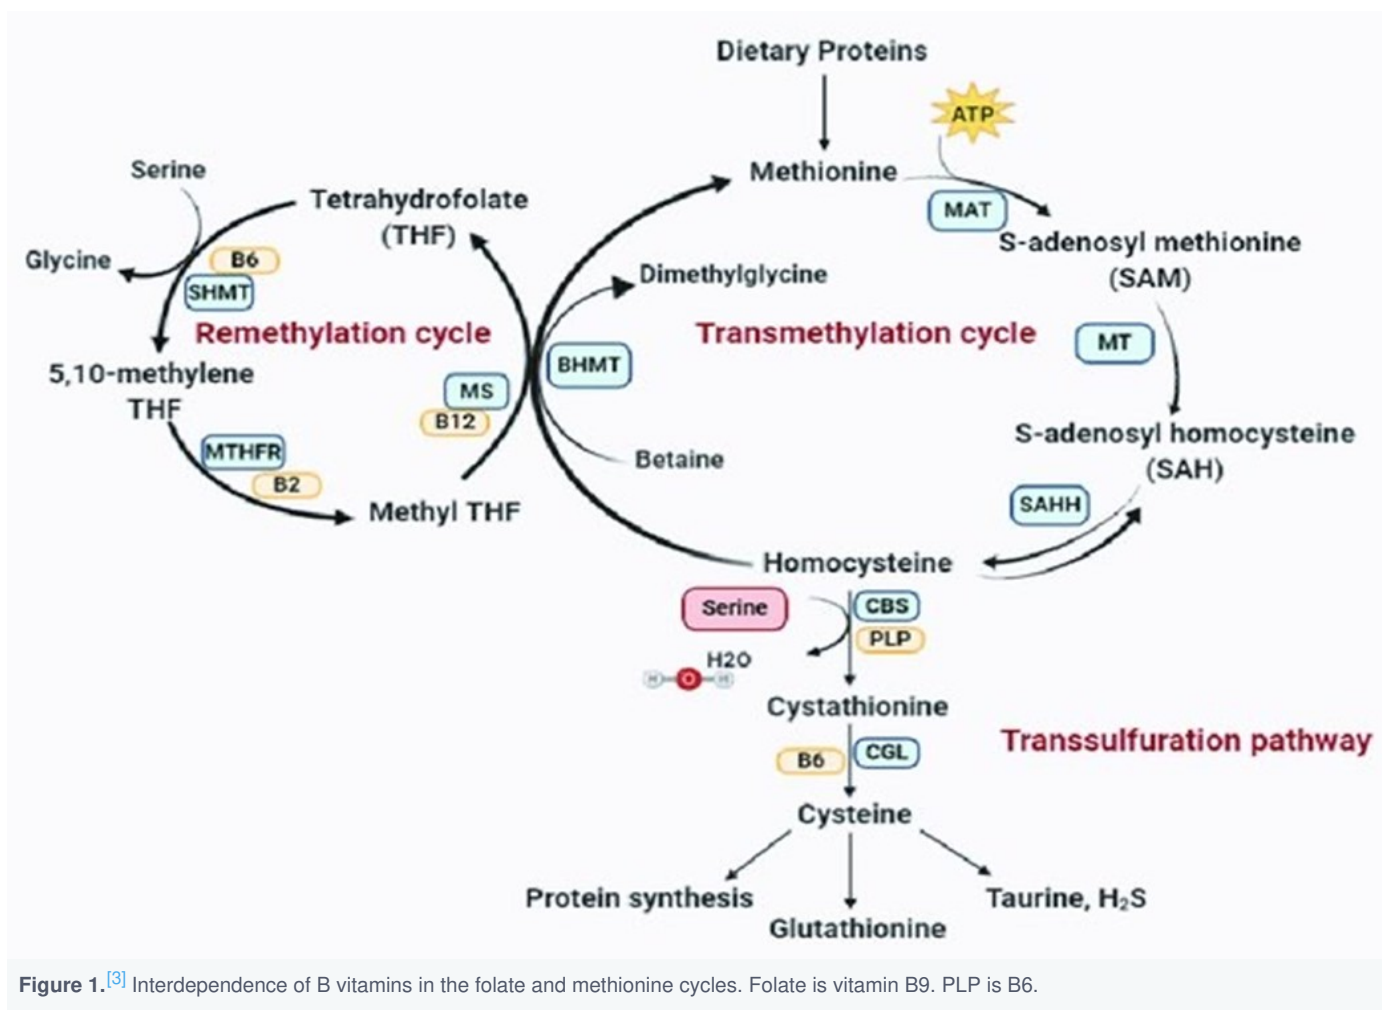 Dietary Proteins
ATP
Methionine
MAT
Serine
Tetrahydrofolate
(THF)
S-adenosyl methionine
(SAM)
Glycine
B6
SHMT
Dimethylglycine
Remethylation cycle
Transmethylation cycle
MT
BHMT
5,10-methylene
THF
MS
B12
S-adenosyl homocysteine
(SAH)
MTHFR
B2
Betaine
Methyl THF
SAHH
Homocysteine
Serine
CBS
PLP
H2O
H O H
Cystathionine
Transsulfuration pathway
B6
CGL
Cysteine
Protein synthesis
Glutathionine
Taurine, H₂S
Figure 1.[3] Interdependence of B vitamins in the folate and methionine cycles. Folate is vitamin B9. PLP is B6.